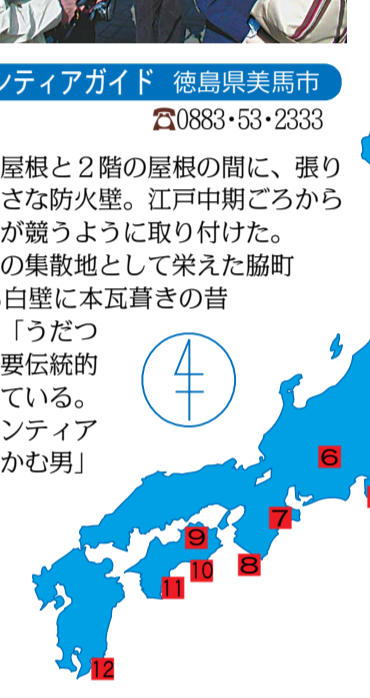 ンティアガイド 徳島県美馬市
☎0883・53・2333
屋根と２階の屋根の間に、張り
さな防火壁。江戸中期ごろから
が競うように取り付けた。
の集散地として栄えた脇町
白壁に本瓦葺きの昔
「うだつ
要伝統的
ている。
ンティア
かむ男」
6
7
9
8
10
11
12